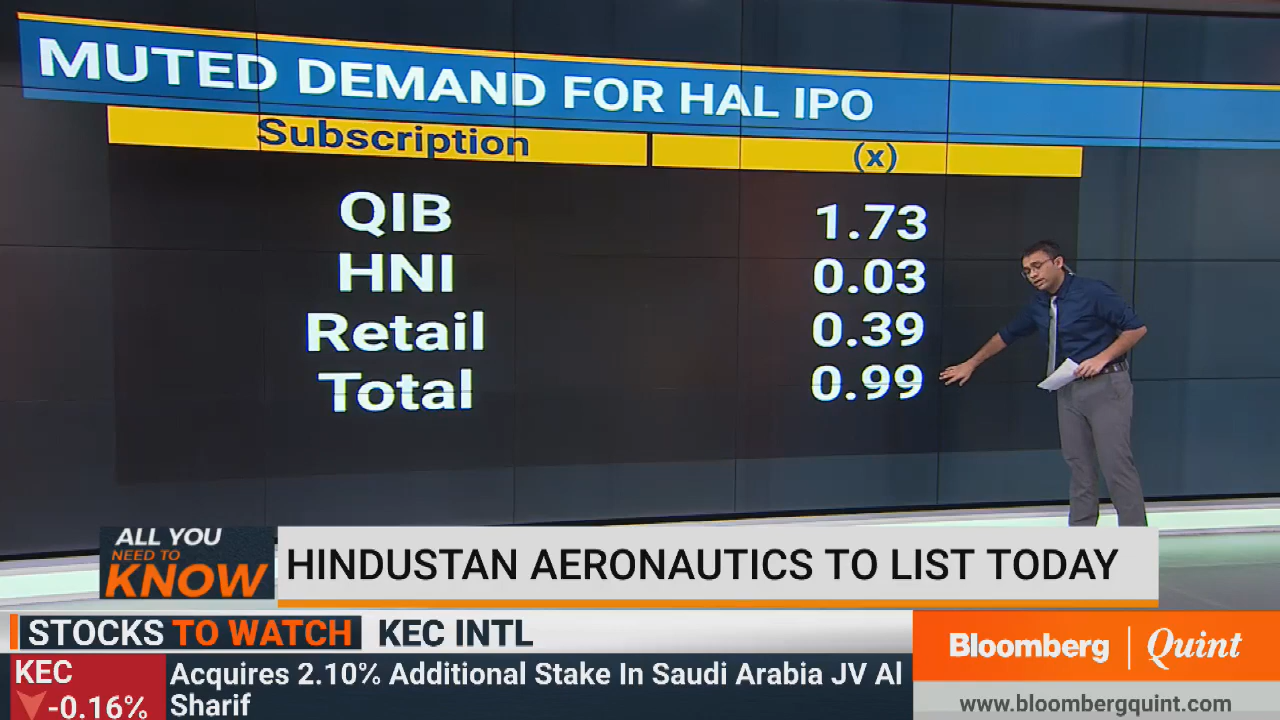 MUTED DEMAND FOR HAL IPO
Subscription (x)
QIB 1.73
HNI 0.03
Retail 0.39
Total 0.99
ALL YOU
NEED TO
KNOW
HINDUSTAN AERONAUTICS TO LIST TODAY
STOCKS TO WATCH KEC INTL
KEC
-0.16%
Acquires 2.10% Additional Stake In Saudi Arabia JV Al
Sharif
Bloomberg | Quint
www.bloombergquint.com